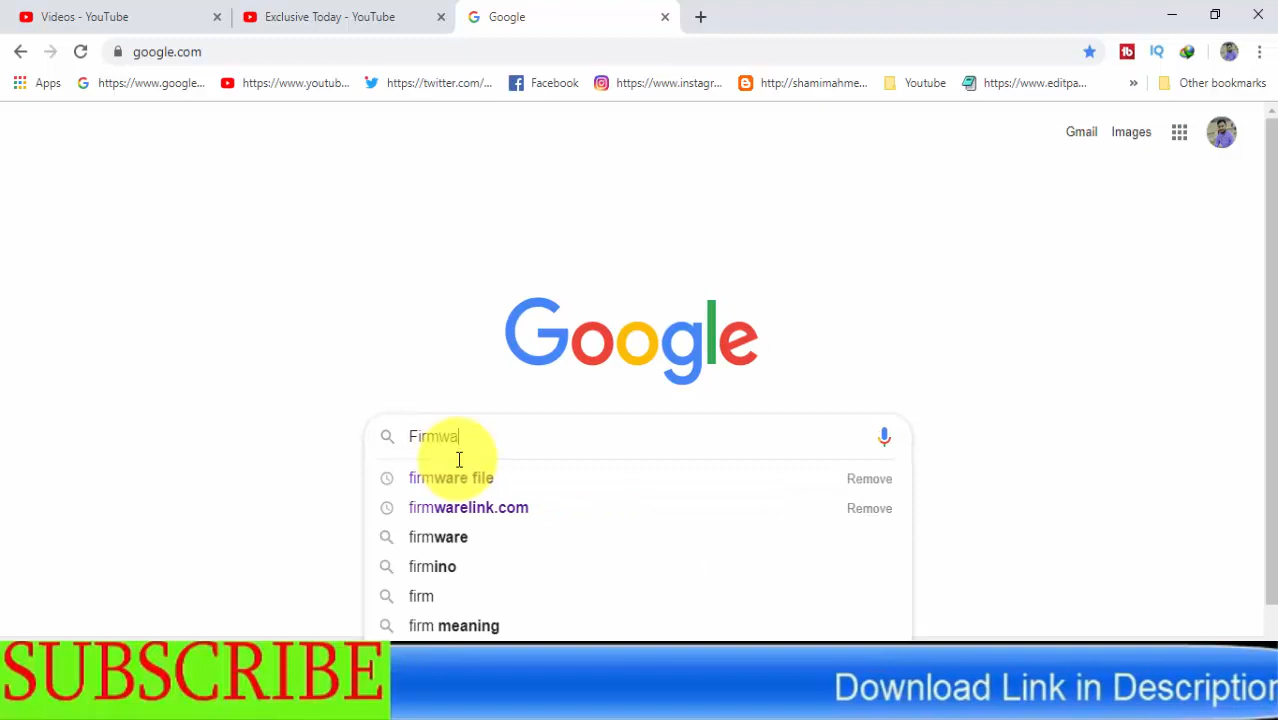 Videos - YouTube
Exclusive Today - YouTube
Google
google.com
Apps
https://www.google...
https://www.youtub...
https://twitter.com/...
Facebook
https://www.instagr...
http://shamimahme...
Youtube
https://www.editpa...
»
Other bookmarks
Gmail
Images
Google
Firmwa
firmware file
Remove
firmwarelink.com
Remove
firmware
firmino
firm
firm meaning
SUBSCRIBE
Download Link in Description